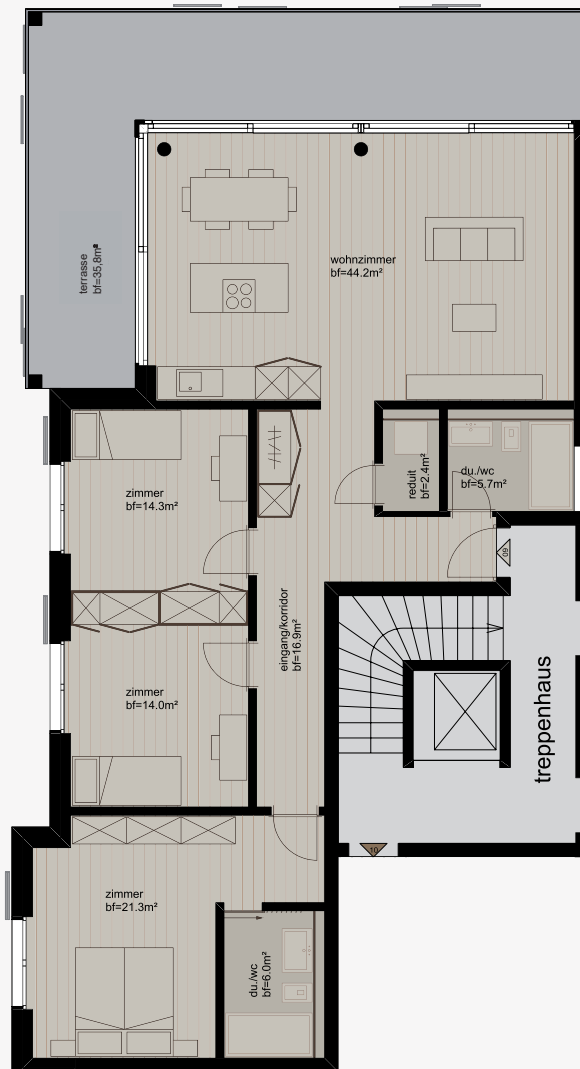 wohnzimmer
bf=44.2m²
terrasse
bf=35,8m²
zimmer
bf=14.3m²
reduit
bf=2.4m²
du./wc
bf=5.7m²
09
eingang/korridor
bf=16.9m²
zimmer
bf=14.0m²
treppenhaus
10
zimmer
bf=21.3m²
du./wc
bf=6.0m²